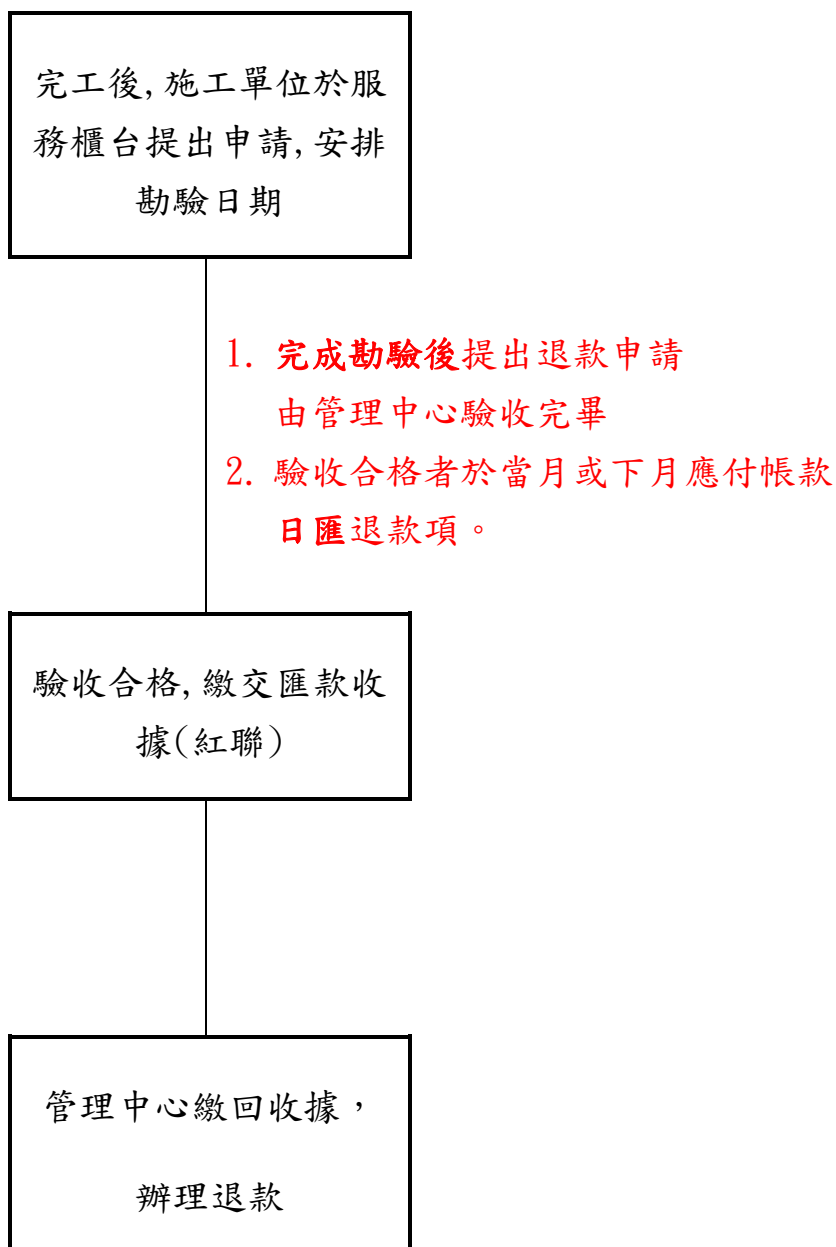 完工後,施工單位於服
務櫃台提出申請,安排
勘驗日期
1. 完成勘驗後提出退款申請
由管理中心驗收完畢
2. 驗收合格者於當月或下月應付帳款
日匯退款項。
驗收合格,繳交匯款收
據(紅聯)
管理中心繳回收據，
辦理退款